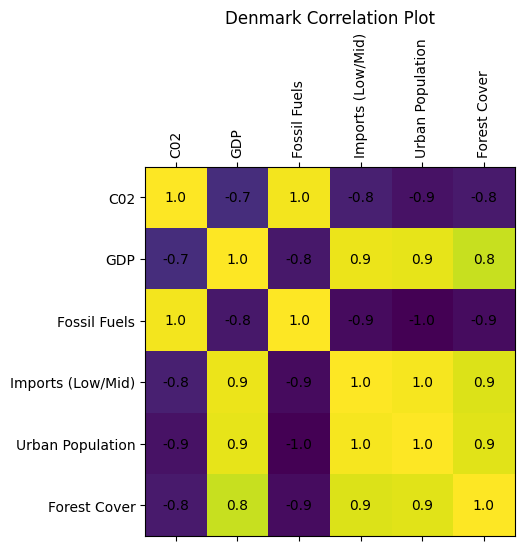 Denmark Correlation Plot
C02
GDP
Fossil Fuels
Imports (Low/Mid)
Urban Population
Forest Cover
C02 1.0 -0.7 1.0 -0.8 -0.9 -0.8
GDP -0.7 1.0 -0.8 0.9 0.9 0.8
Fossil Fuels 1.0 -0.8 1.0 -0.9 -1.0 -0.9
Imports (Low/Mid) -0.8 0.9 -0.9 1.0 1.0 0.9
Urban Population -0.9 0.9 -1.0 1.0 1.0 0.9
Forest Cover -0.8 0.8 -0.9 0.9 0.9 1.0